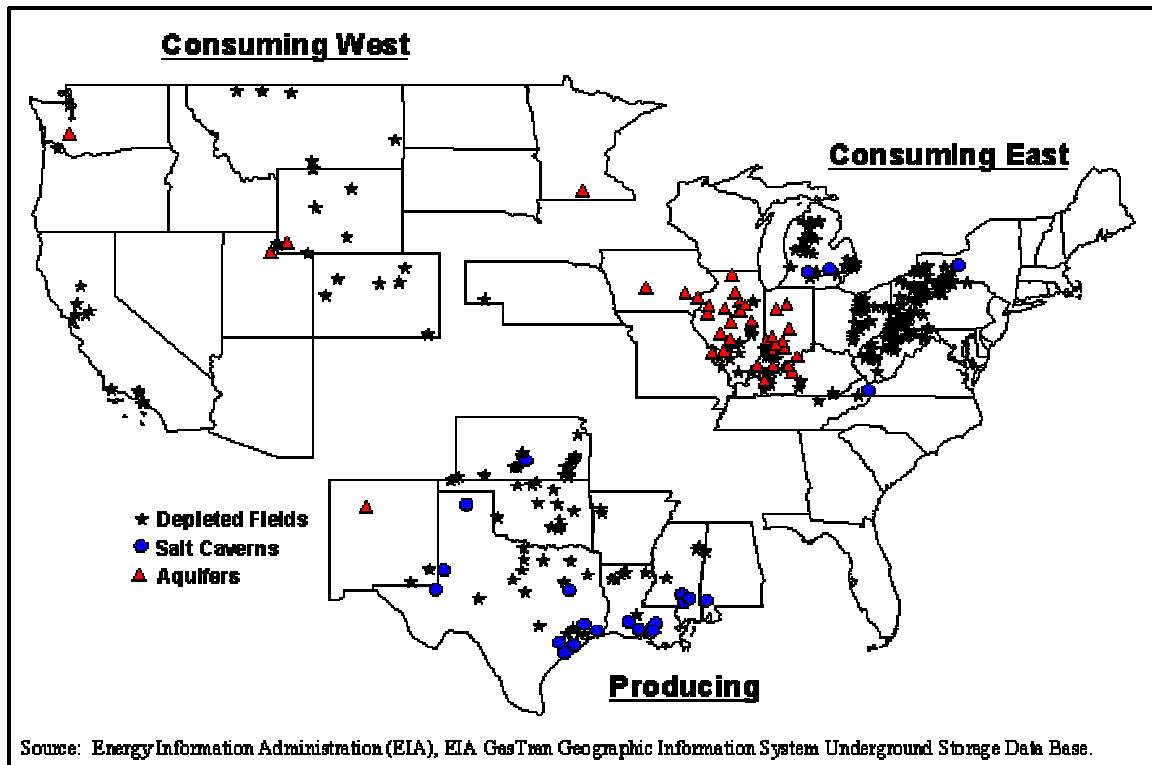 Consuming West
Consuming East
Depleted Fields
Salt Caverns
Aquifers
Producing
Source: Energy Information Administration (EIA), EIA GasTran Geographic Information System Underground Storage Data Base.